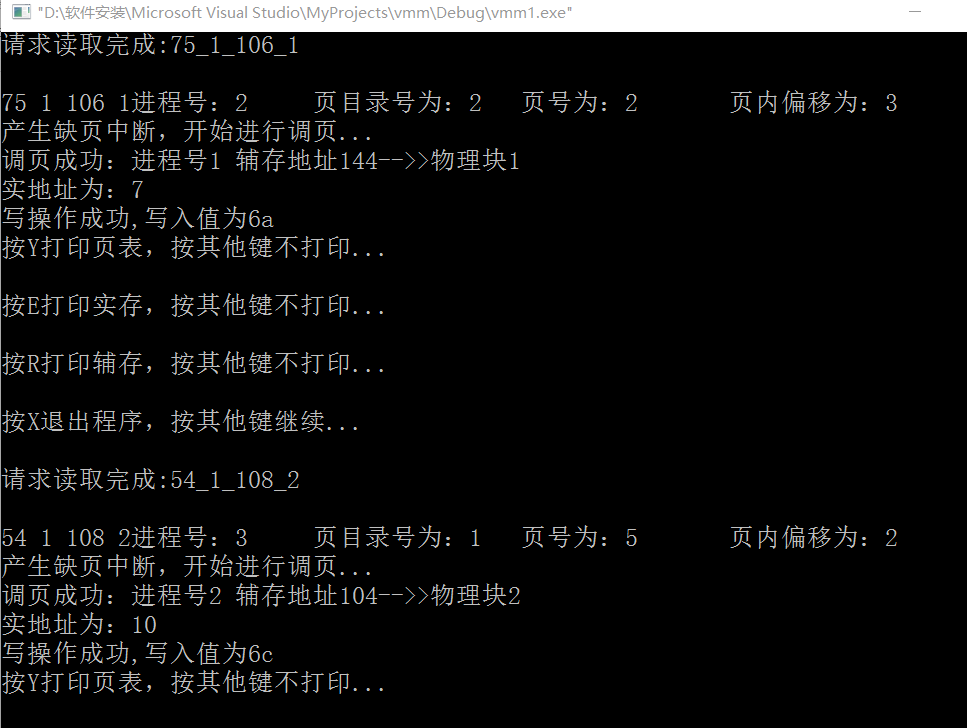 "D:\软件安装\Microsoft Visual Studio\MyProjects\vmm\Debug\vmm1.exe"
请求读取完成:75_1_106_1
75 1 106 1进程号: 2 页目录号为: 2 页号为: 2 页内偏移为: 3
产生缺页中断，开始进行调页...
调页成功: 进程号1 辅存地址144-->>物理块1
实地址为: 7
写操作成功,写入值为6a
按Y打印页表，按其他键不打印...
按E打印实存，按其他键不打印...
按R打印辅存，按其他键不打印...
按X退出程序，按其他键继续...
请求读取完成:54_1_108_2
54 1 108 2进程号: 3 页目录号为: 1 页号为: 5 页内偏移为: 2
产生缺页中断，开始进行调页...
调页成功: 进程号2 辅存地址104-->>物理块2
实地址为: 10
写操作成功,写入值为6c
按Y打印页表，按其他键不打印...